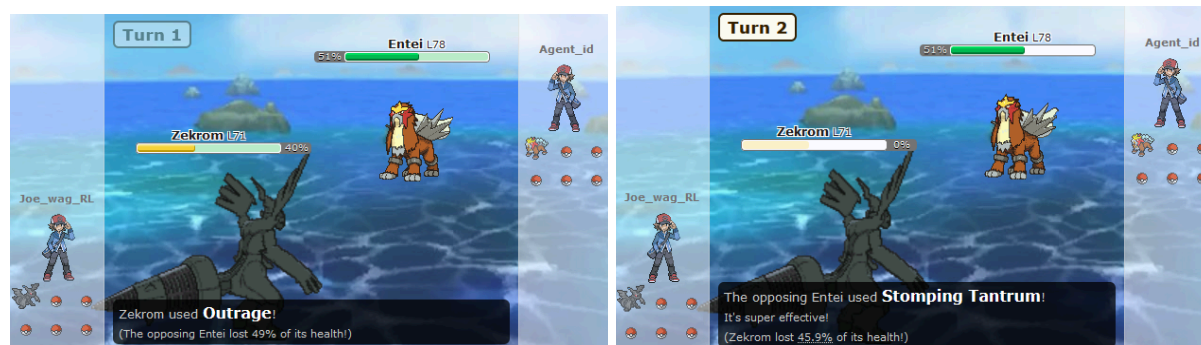 Turn 1
Entei L78
51%
Agent_id
Zekrom L71
40%
Joe_wag_RL
Zekrom used Outrage!
(The opposing Entei lost 49% of its health!)
Turn 2
Entei L78
51%
Agent_id
Zekrom L71
0%
Joe_wag_RL
The opposing Entei used Stomping Tantrum!
It's super effective!
(Zekrom lost 45.9% of its health!)